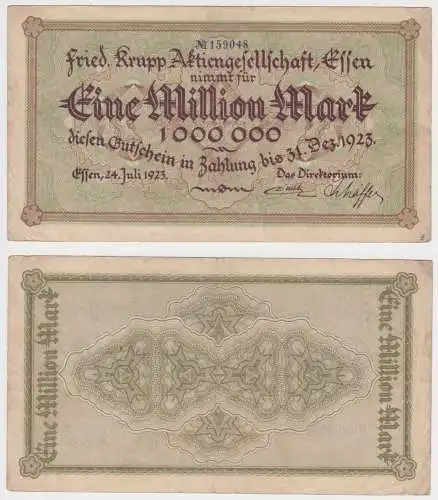 № 159048
Fried. Krupp Aktiengesellschaft, Essen
nimmt für
Eine Million Mark
1 000 000
diesen Gutschein in Zahlung bis 31. Dez. 1923.
Essen, 24. Juli 1923.
Das Direktorium:
Eine Million Mark
Eine Million Mark